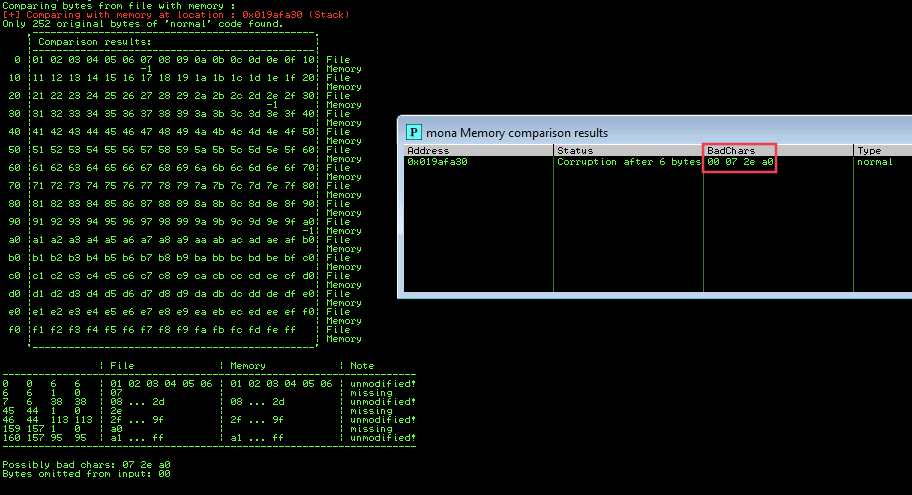 Comparing bytes from file with memory :
[+] Comparing with memory at location : 0x019afa30 (Stack)
Only 252 original bytes of 'normal' code found.
Comparison results:
0 |01 02 03 04 05 06 07 08 09 0a 0b 0c 0d 0e 0f 10| File
-1 | Memory
10 |11 12 13 14 15 16 17 18 19 1a 1b 1c 1d 1e 1f 20| File
Memory
20 |21 22 23 24 25 26 27 28 29 2a 2b 2c 2d 2e 2f 30| File
-1 | Memory
30 |31 32 33 34 35 36 37 38 39 3a 3b 3c 3d 3e 3f 40| File
Memory
40 |41 42 43 44 45 46 47 48 49 4a 4b 4c 4d 4e 4f 50| File
Memory
50 |51 52 53 54 55 56 57 58 59 5a 5b 5c 5d 5e 5f 60| File
Memory
60 |61 62 63 64 65 66 67 68 69 6a 6b 6c 6d 6e 6f 70| File
Memory
70 |71 72 73 74 75 76 77 78 79 7a 7b 7c 7d 7e 7f 80| File
Memory
80 |81 82 83 84 85 86 87 88 89 8a 8b 8c 8d 8e 8f 90| File
Memory
90 |91 92 93 94 95 96 97 98 99 9a 9b 9c 9d 9e 9f a0| File
-1| Memory
a0 |a1 a2 a3 a4 a5 a6 a7 a8 a9 aa ab ac ad ae af b0| File
Memory
b0 |b1 b2 b3 b4 b5 b6 b7 b8 b9 ba bb bc bd be bf c0| File
Memory
c0 |c1 c2 c3 c4 c5 c6 c7 c8 c9 ca cb cc cd ce cf d0| File
Memory
d0 |d1 d2 d3 d4 d5 d6 d7 d8 d9 da db dc dd de df e0| File
Memory
e0 |e1 e2 e3 e4 e5 e6 e7 e8 e9 ea eb ec ed ee ef f0| File
Memory
f0 |f1 f2 f3 f4 f5 f6 f7 f8 f9 fa fb fc fd fe ff | File
Memory
| File | Memory | Note
0 0 6 6 | 01 02 03 04 05 06 | 01 02 03 04 05 06 | unmodified!
6 6 1 0 | 07 | | missing
7 6 38 38 | 08 ... 2d | 08 ... 2d | unmodified!
45 44 1 0 | 2e | | missing
46 44 113 113 | 2f ... 9f | 2f ... 9f | unmodified!
159 157 1 0 | a0 | | missing
160 157 95 95 | a1 ... ff | a1 ... ff | unmodified!
Possibly bad chars: 07 2e a0
Bytes omitted from input: 00
P mona Memory comparison results
Address Status BadChars Type
0x019afa30 Corruption after 6 bytes 00 07 2e a0 normal